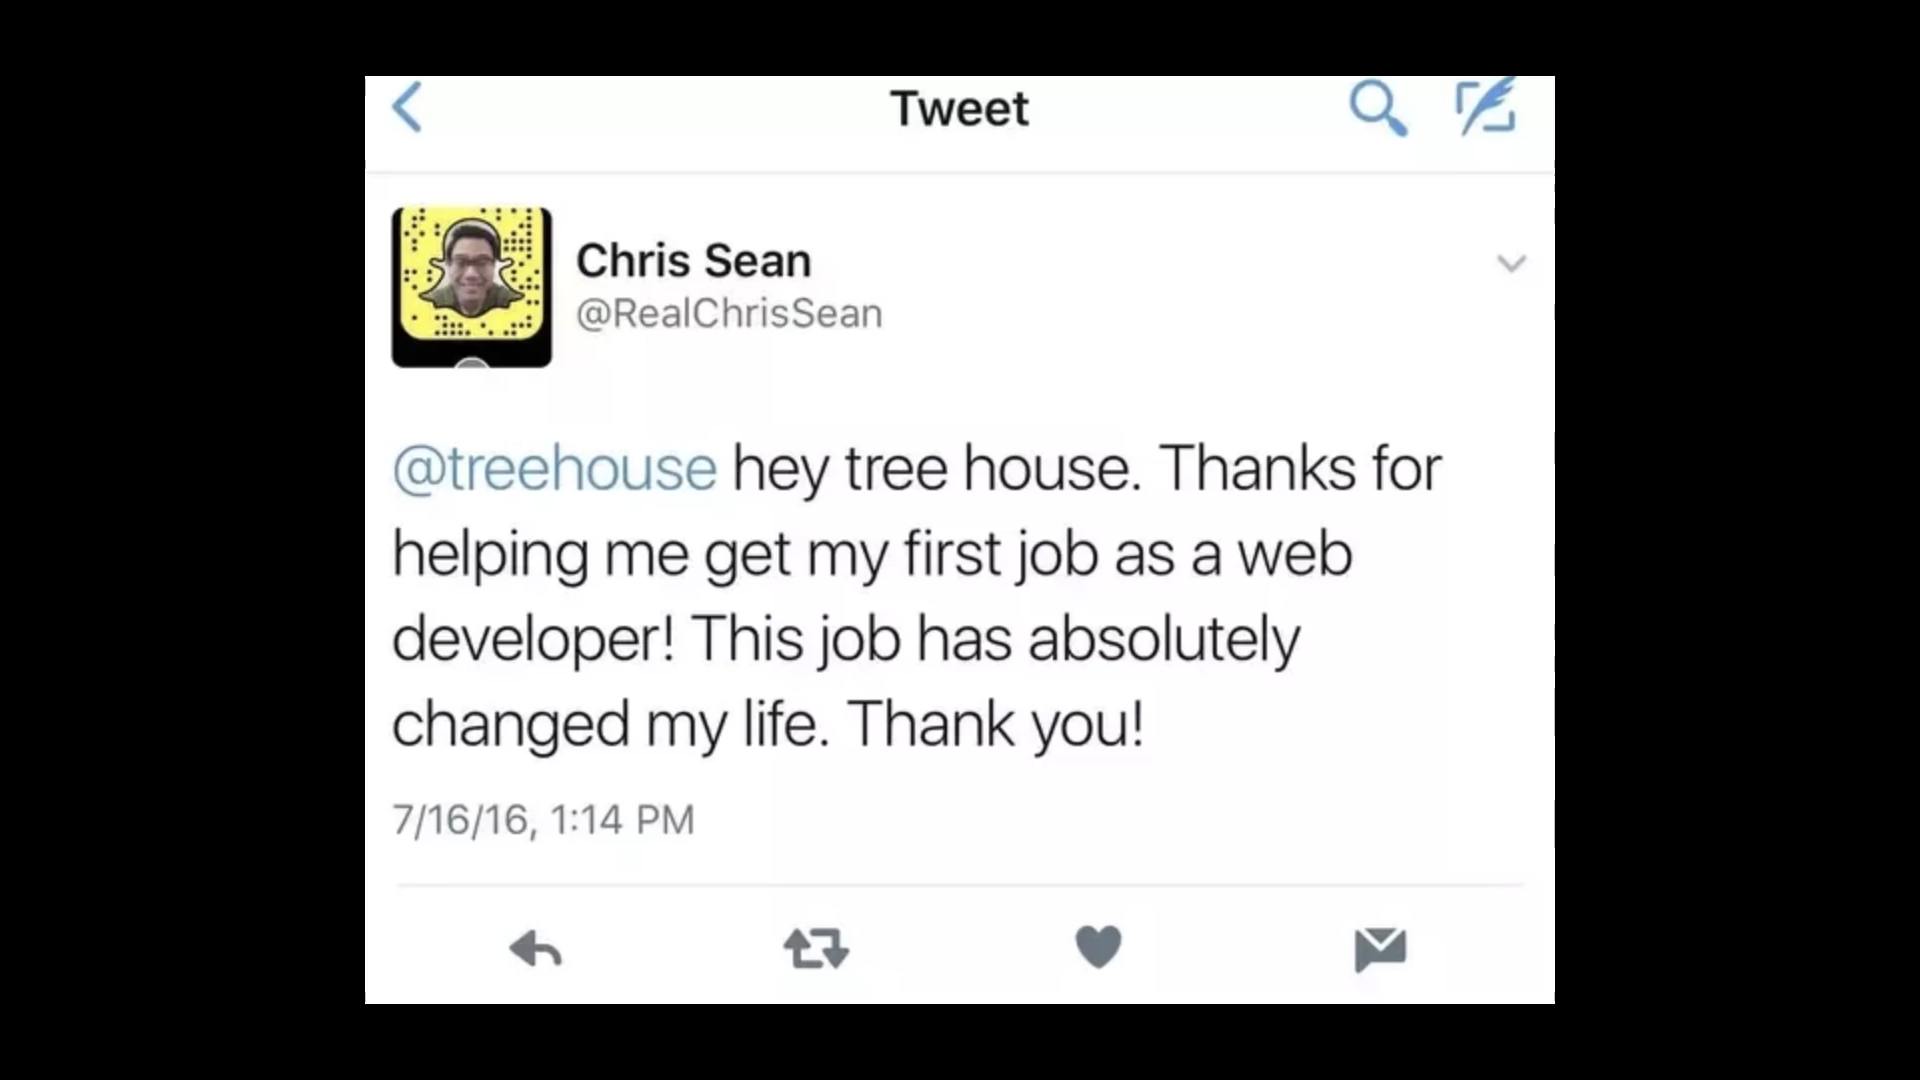 Tweet
Chris Sean
@RealChrisSean
@treehouse hey tree house. Thanks for
helping me get my first job as a web
developer! This job has absolutely
changed my life. Thank you!
7/16/16, 1:14 PM